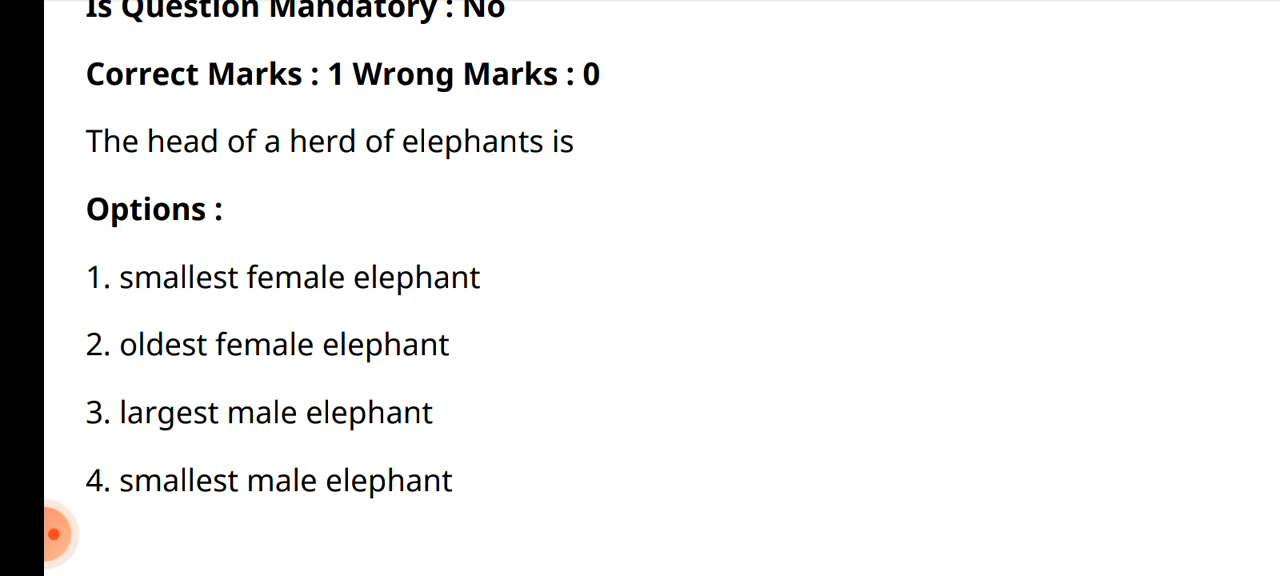 Is Question Mandatory : No
Correct Marks : 1 Wrong Marks : 0
The head of a herd of elephants is
Options :
1. smallest female elephant
2. oldest female elephant
3. largest male elephant
4. smallest male elephant